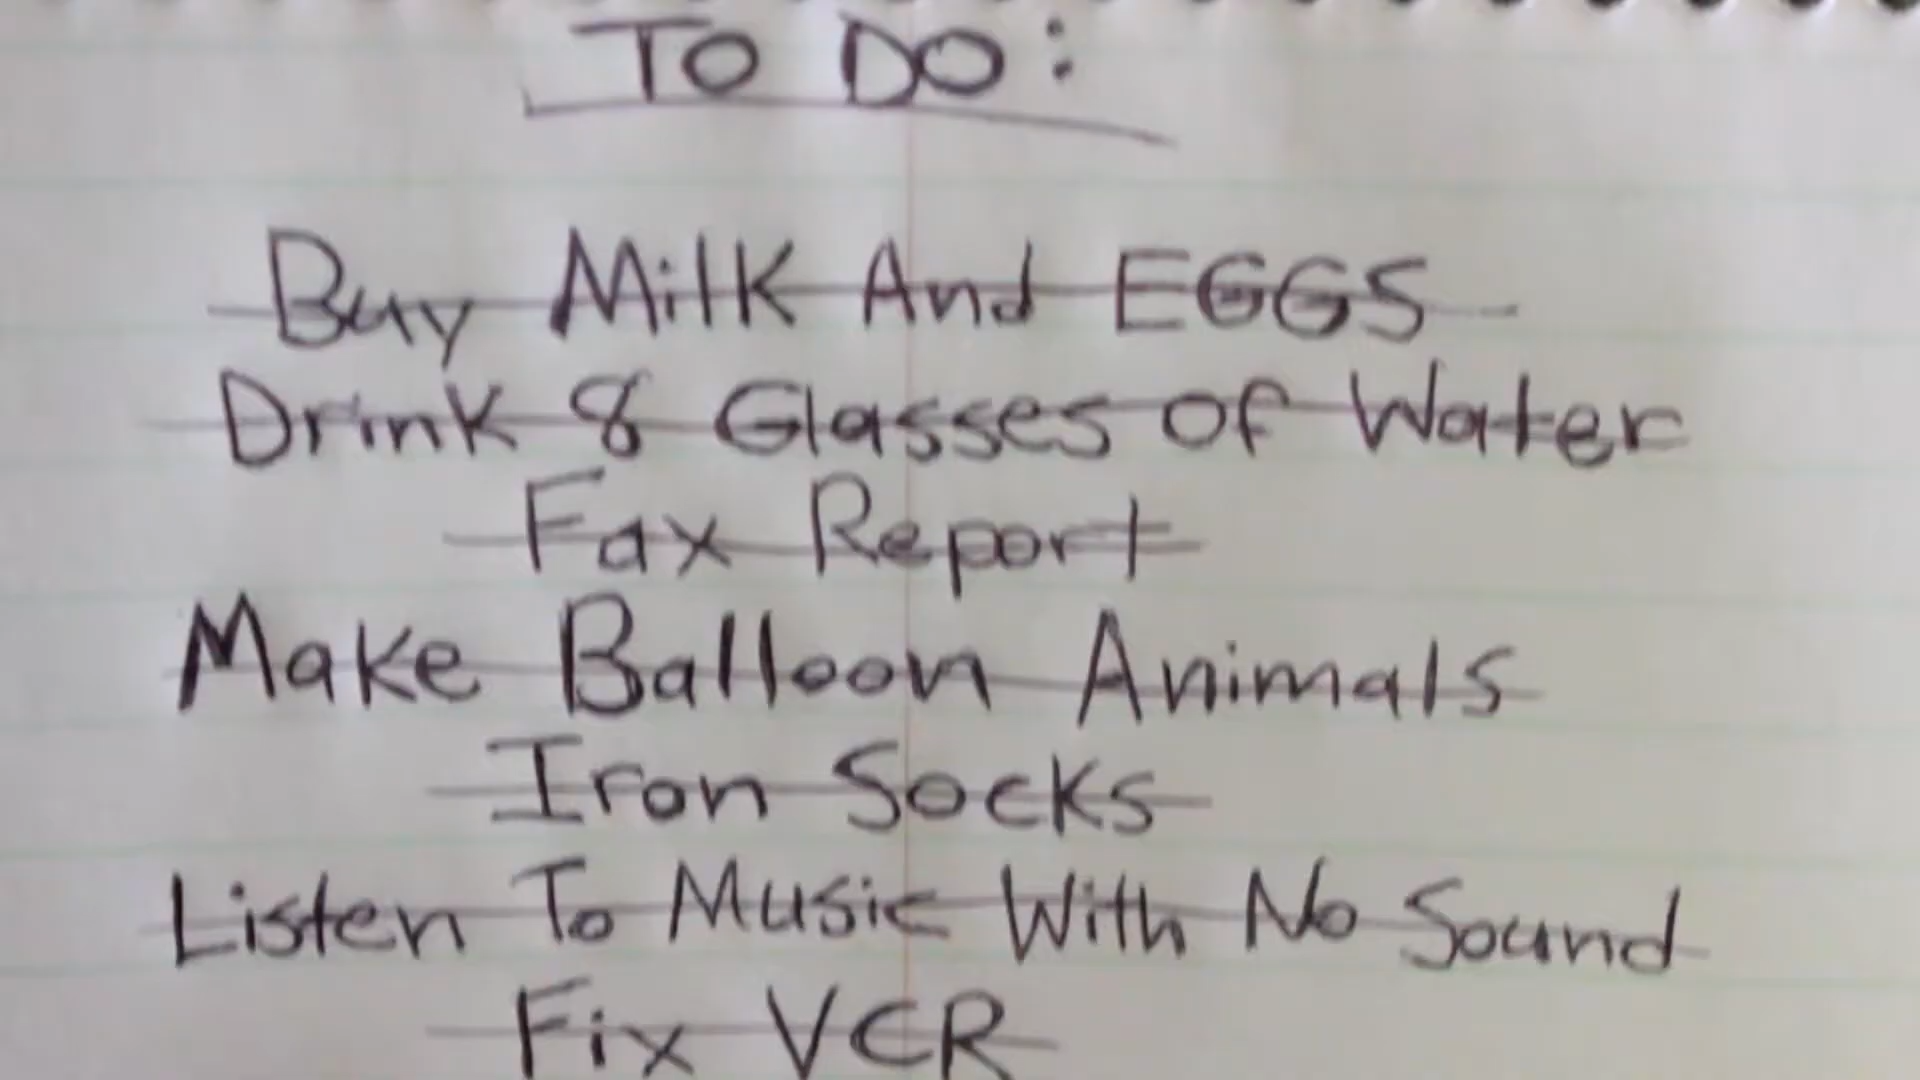 TO DO:
Buy Milk And EGGS
Drink 8 Glasses of Water
Fax Report
Make Balloon Animals
Iron Socks
Listen To Music With No Sound
Fix VCR